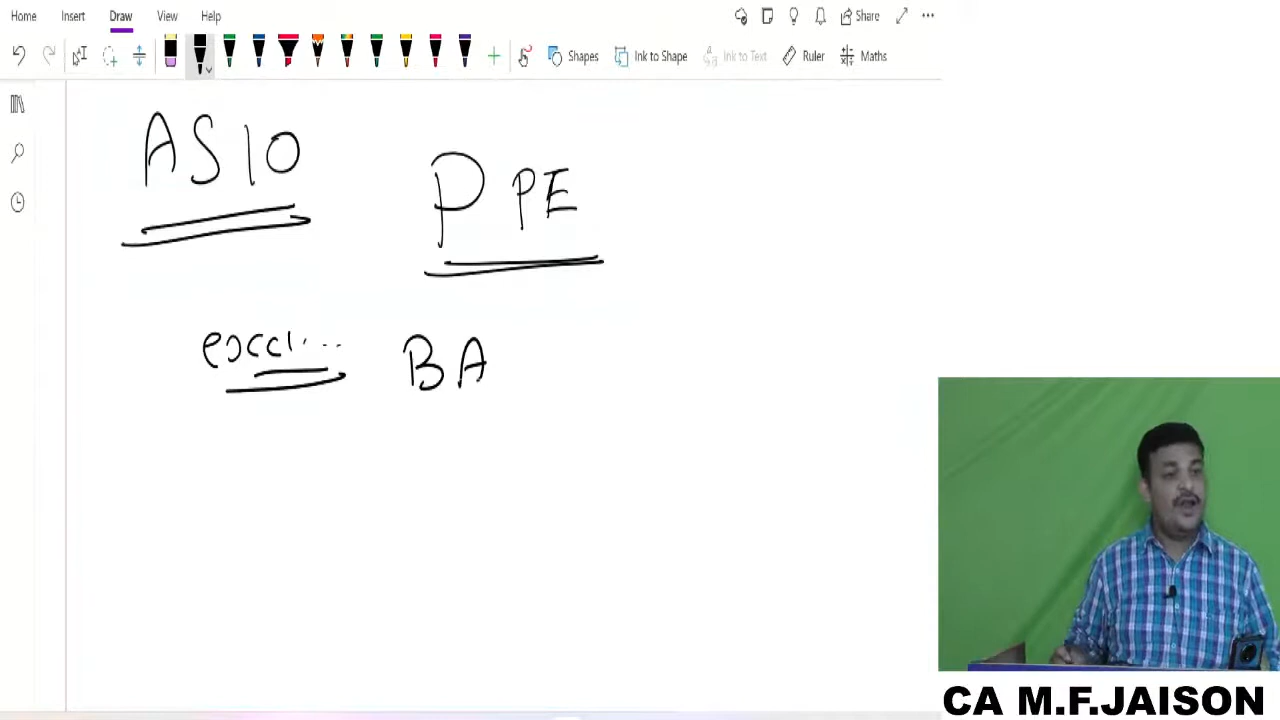 Home Insert Draw View Help Share
Shapes Ink to Shape Ink to Text Ruler Maths
AS 10
PPE
excl...
BA
CA M.F.JAISON